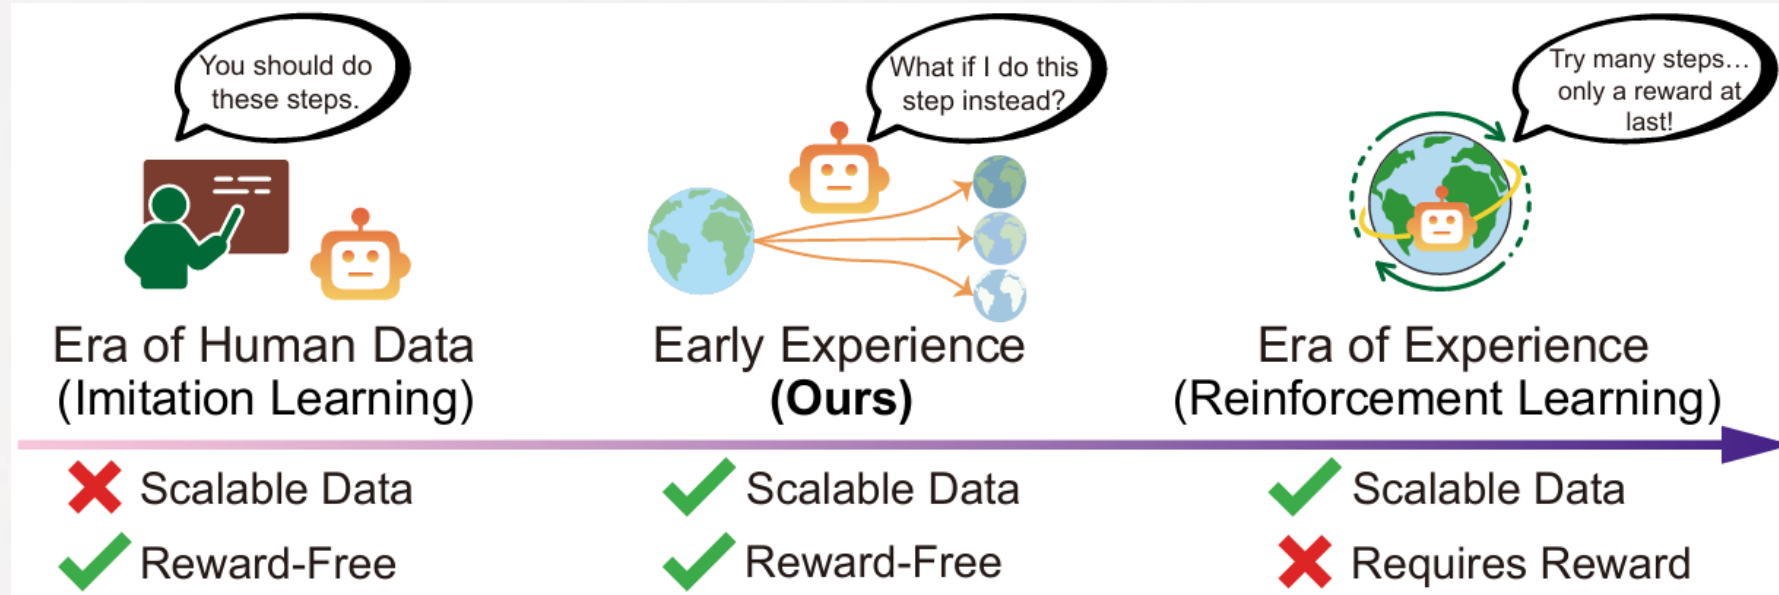 You should do
these steps.
What if I do this
step instead?
Try many steps...
only a reward at
last!
Era of Human Data
(Imitation Learning)
Early Experience
(Ours)
Era of Experience
(Reinforcement Learning)
Scalable Data
Reward-Free
Scalable Data
Reward-Free
Scalable Data
Requires Reward